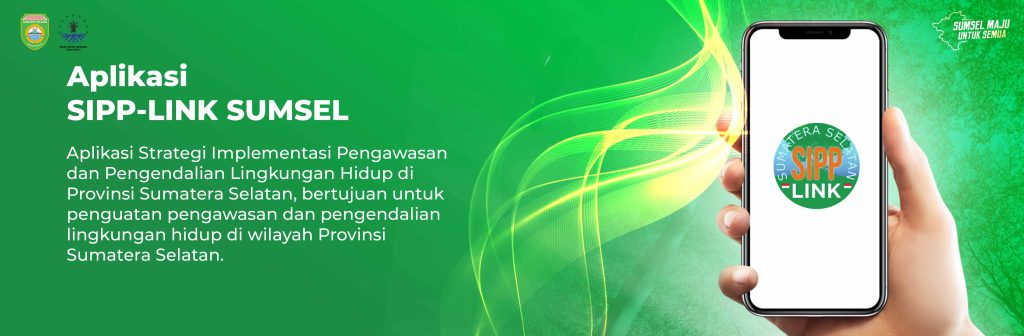 SUMSEL MAJU
UNTUK SEMUA
Aplikasi
SIPP-LINK SUMSEL
Aplikasi Strategi Implementasi Pengawasan
dan Pengendalian Lingkungan Hidup di
Provinsi Sumatera Selatan, bertujuan untuk
penguatan pengawasan dan pengendalian
lingkungan hidup di wilayah Provinsi
Sumatera Selatan.
SUMATERA SELATAN
SIPP
LINK